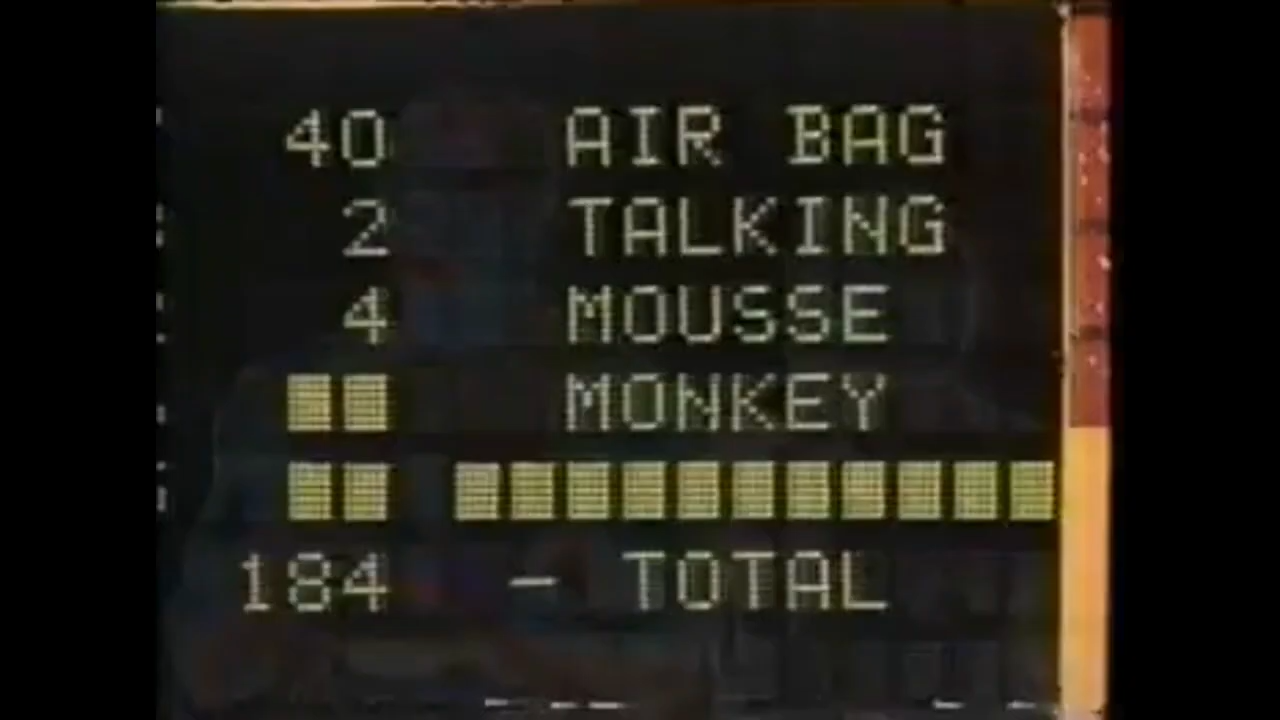 40 AIR BAG
2 TALKING
4 MOUSSE
MONKEY
184 - TOTAL